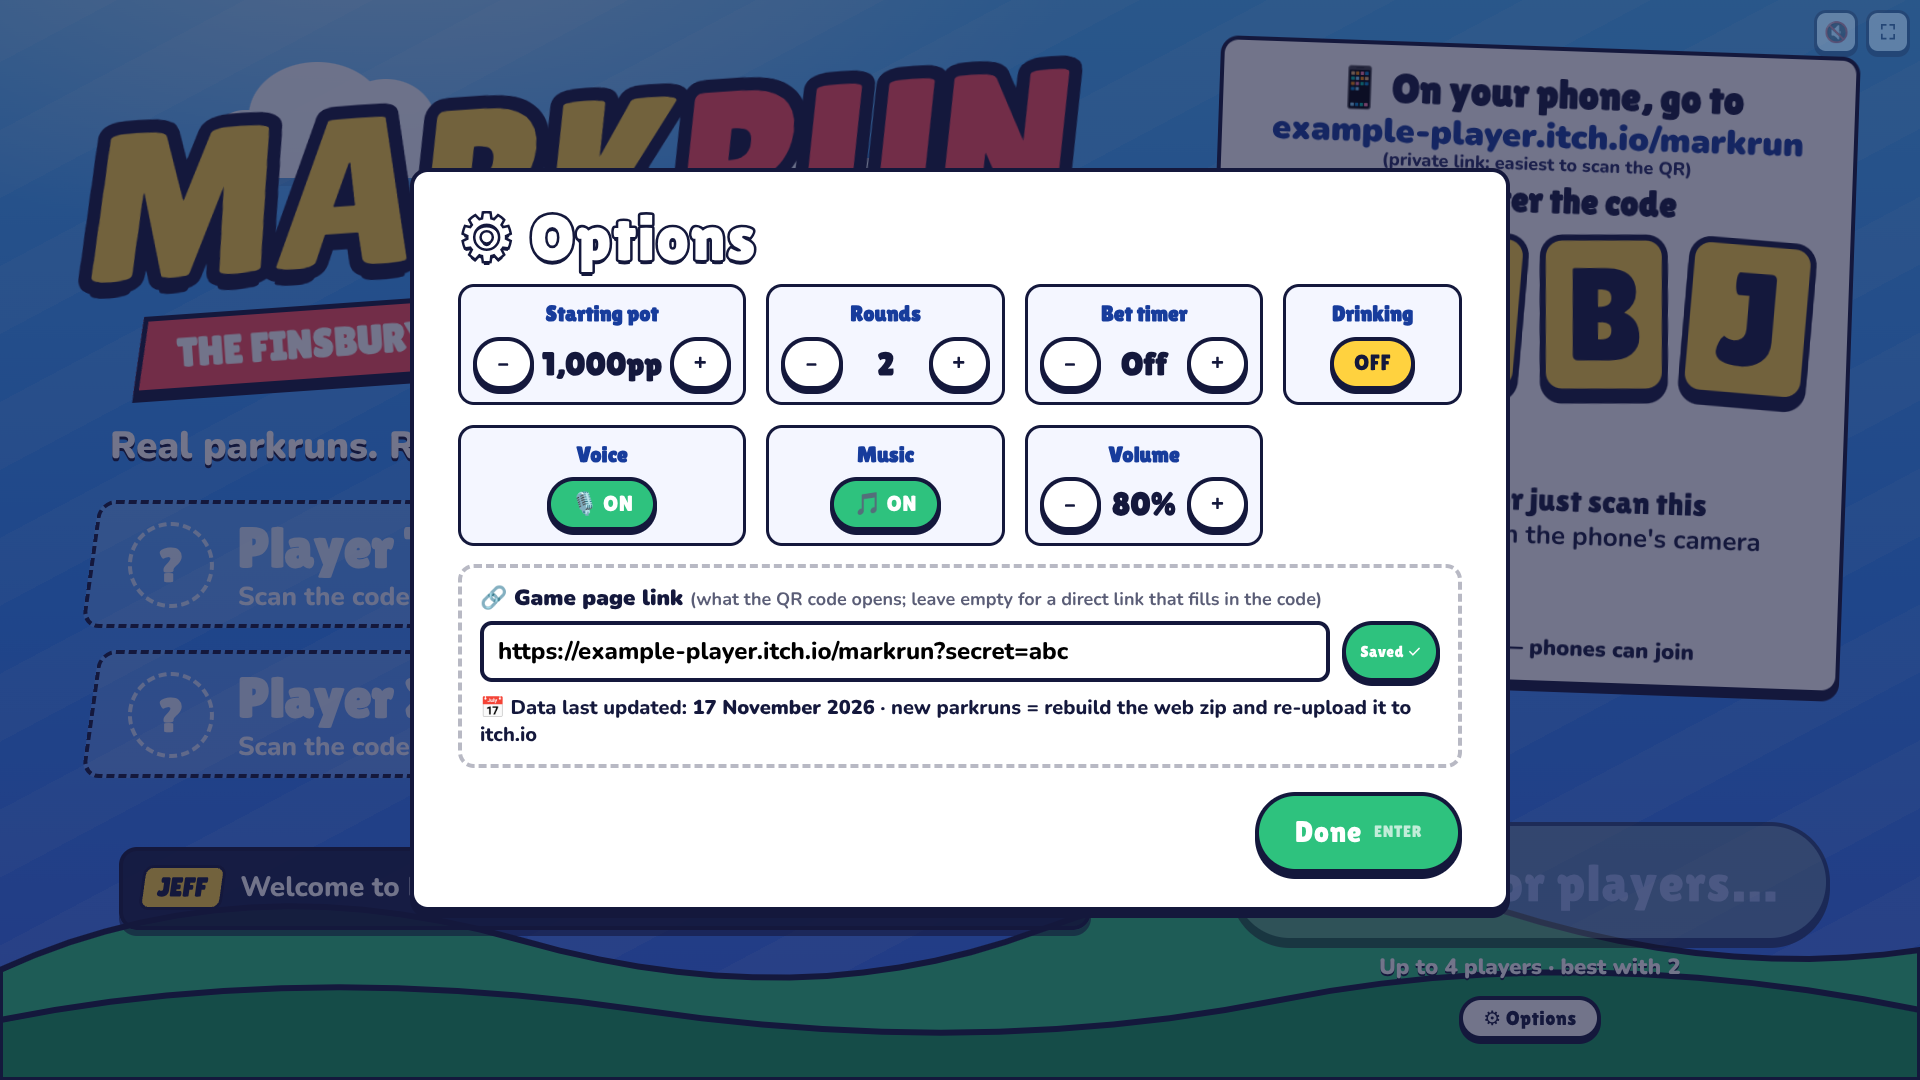 MARKRUN
THE FINSBURY
Real parkruns. R
?
Player
Scan the code
?
Player
Scan the code
JEFF Welcome to
📱 On your phone, go to
example-player.itch.io/markrun
(private link: easiest to scan the QR)
er the code
B J
r just scan this
the phone's camera
— phones can join
or players...
Up to 4 players · best with 2
⚙ Options
⚙ Options
Starting pot
– 1,000pp +
Rounds
– 2 +
Bet timer
– Off +
Drinking
OFF
Voice
🎙️ ON
Music
🎵 ON
Volume
– 80% +
🔗 Game page link (what the QR code opens; leave empty for a direct link that fills in the code)
https://example-player.itch.io/markrun?secret=abc
Saved ✓
📅 Data last updated: 17 November 2026 · new parkruns = rebuild the web zip and re-upload it to
itch.io
Done ENTER